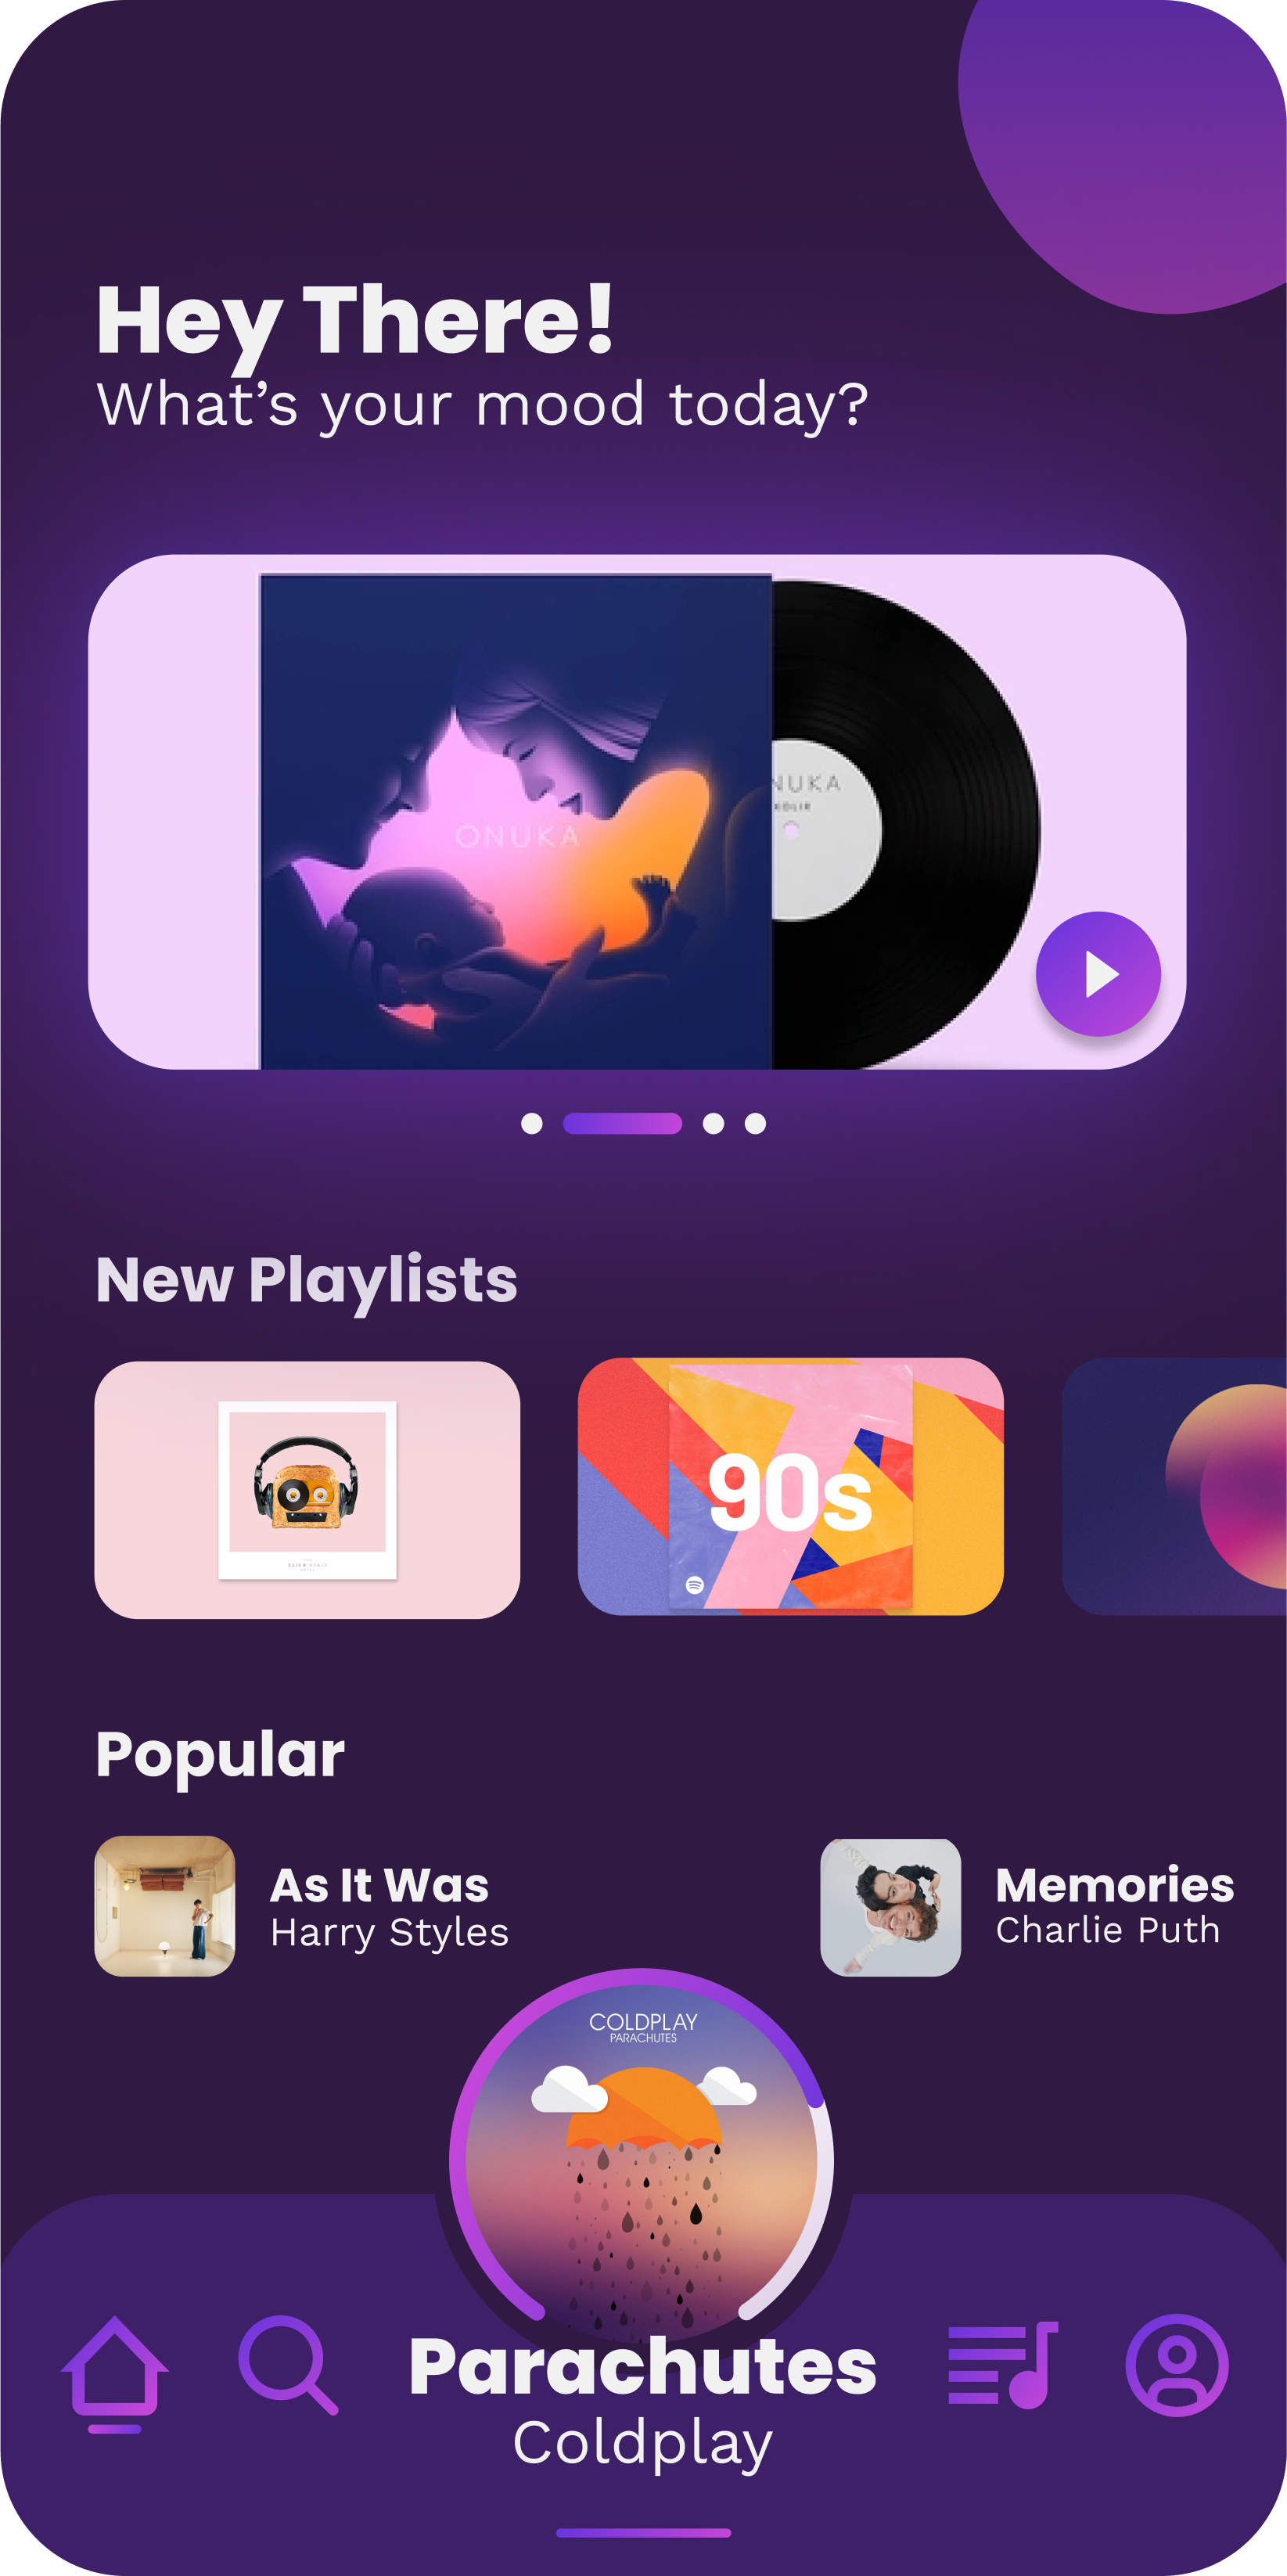 Hey There!
What's your mood today?
ONUKA
NUKA
New Playlists
90s
Popular
As It Was
Harry Styles
Memories
Charlie Puth
COLDPLAY
PARACHUTES
Parachutes
Coldplay